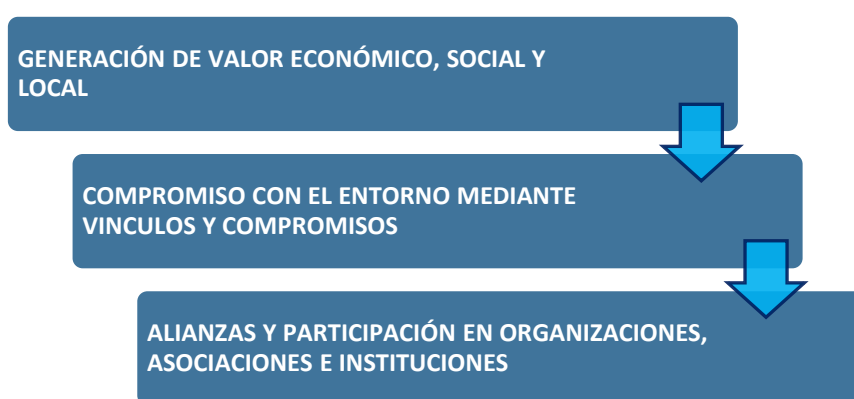 GENERACIÓN DE VALOR ECONÓMICO, SOCIAL Y
LOCAL
COMPROMISO CON EL ENTORNO MEDIANTE
VINCULOS Y COMPROMISOS
ALIANZAS Y PARTICIPACIÓN EN ORGANIZACIONES,
ASOCIACIONES E INSTITUCIONES